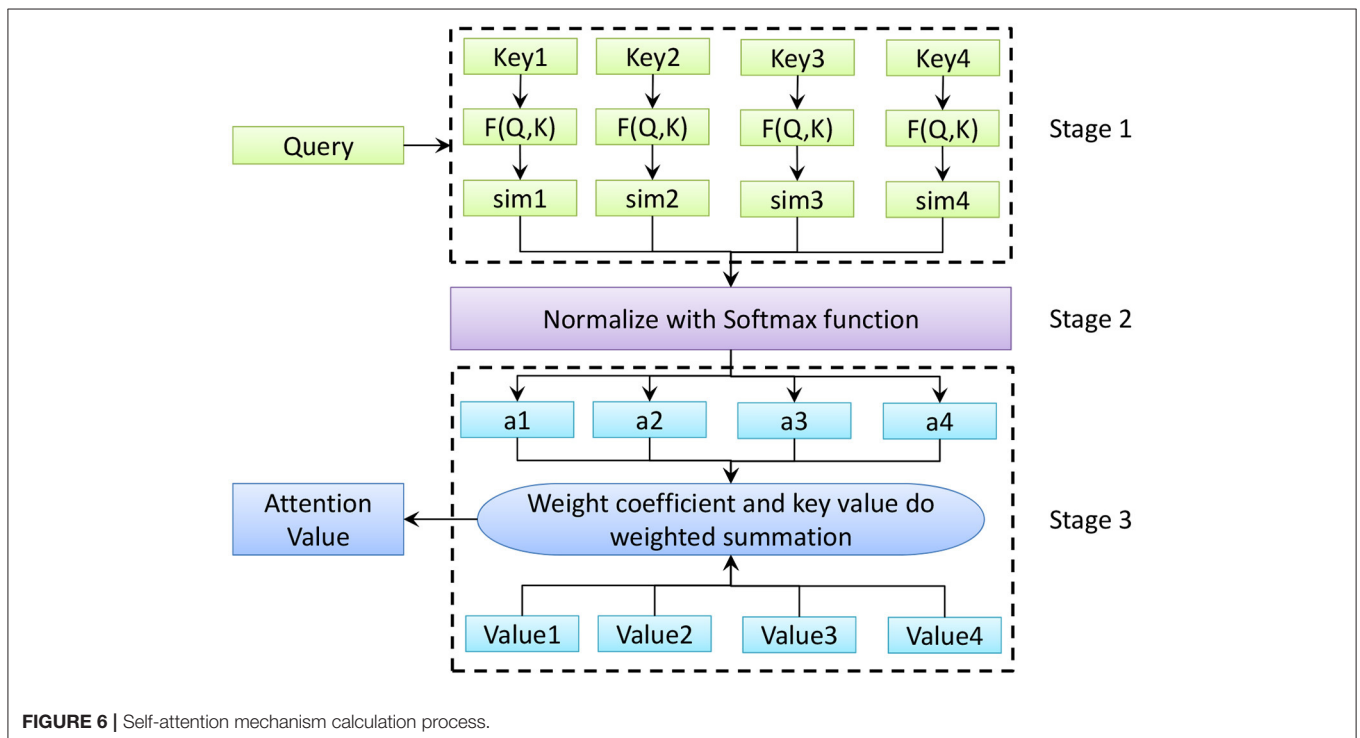 Key1 Key2 Key3 Key4
F(Q,K) F(Q,K) F(Q,K) F(Q,K)
Stage 1
Query
sim1 sim2 sim3 sim4
Normalize with Softmax function
Stage 2
a1 a2 a3 a4
Attention
Value
Weight coefficient and key value do
weighted summation
Stage 3
Value1 Value2 Value3 Value4
FIGURE 6 | Self-attention mechanism calculation process.